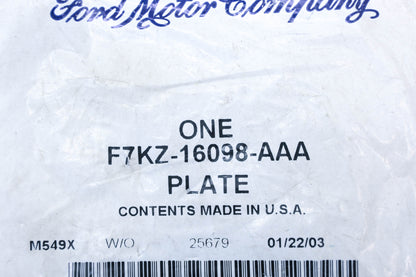 Ford Motor Company
ONE
F7KZ-16098-AAA
PLATE
CONTENTS MADE IN U.S.A.
M549X W/O 25679 01/22/03